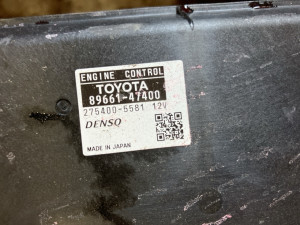 ENGINE CONTROL
TOYOTA
89661-47400
275400-5581 12V
DENSO
MADE IN JAPAN